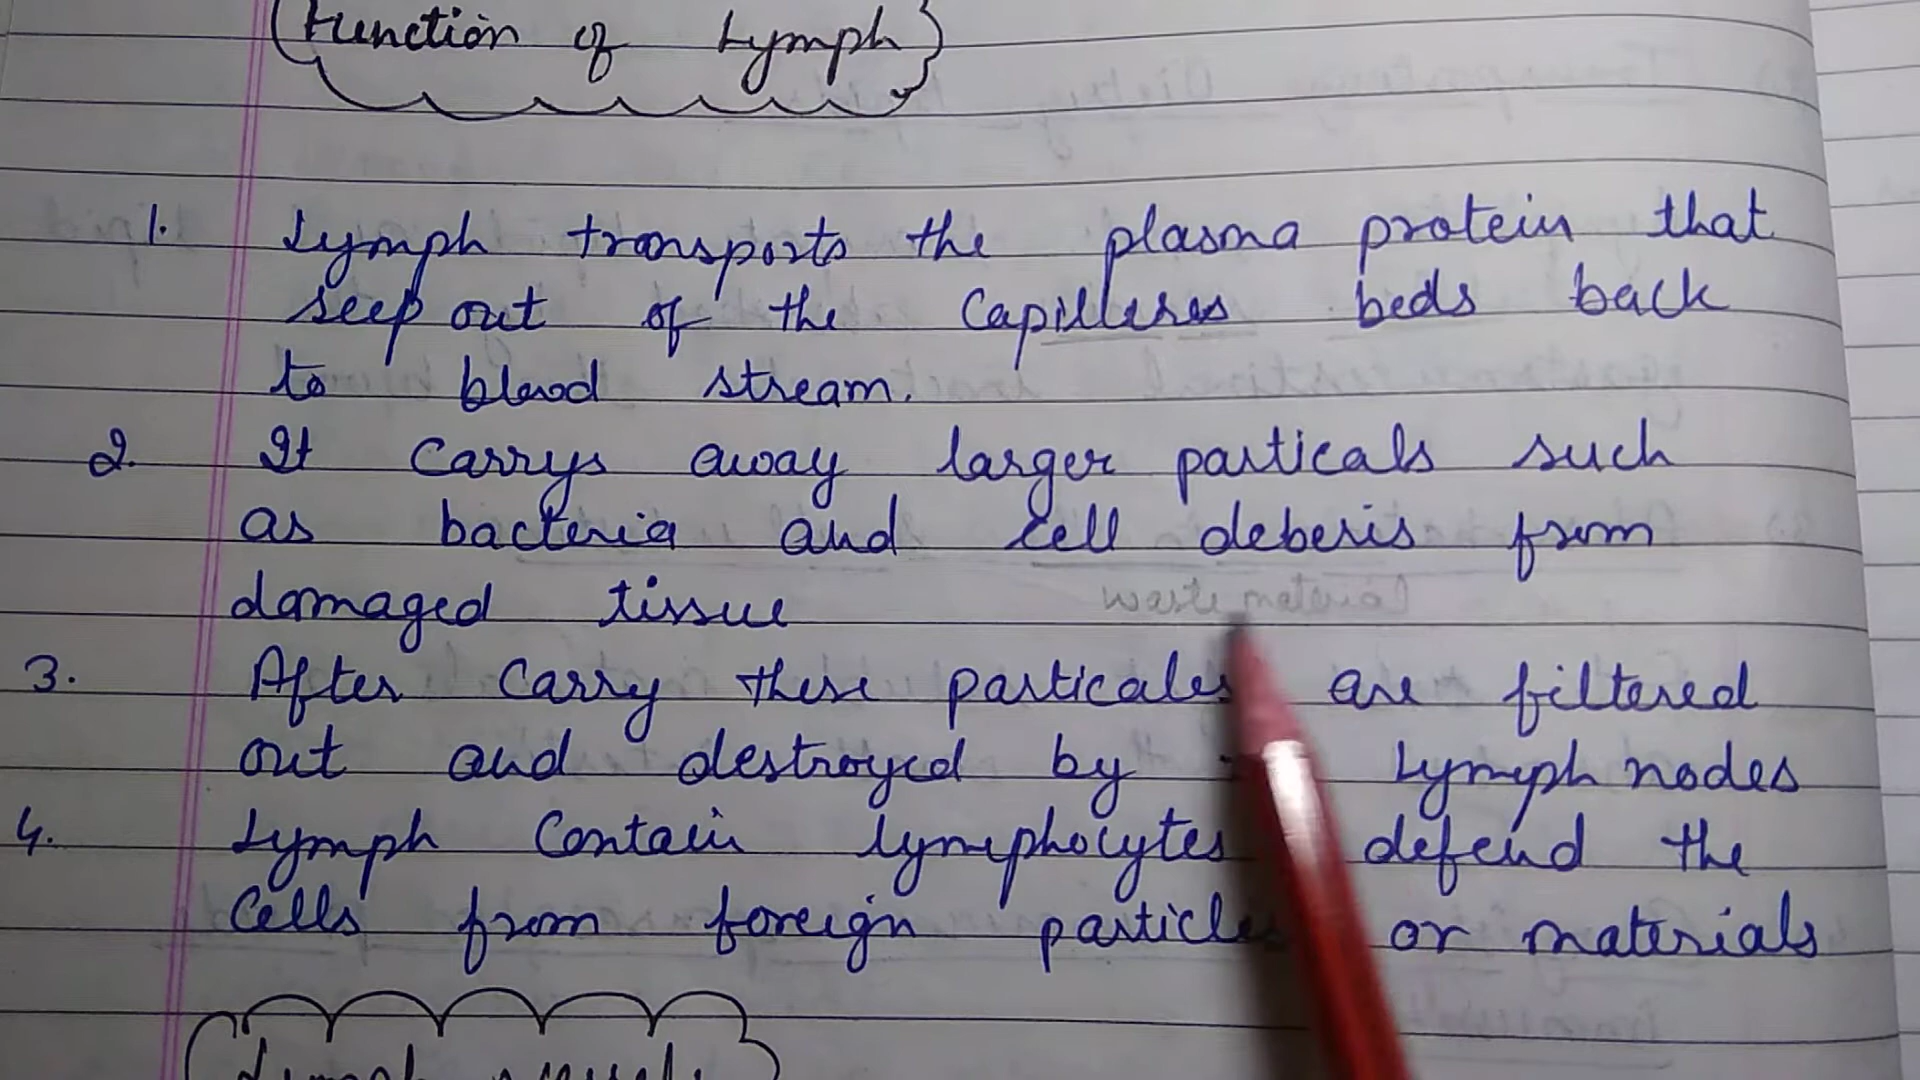 Function of Lymph
1. Lymph transports the plasma protein that
seep out of the Capilleres beds back
to blood stream.
2. It Carrys away larger particals such
as bacteria and cell deberis from
waste material
damaged tissue
3. After Carry these particales are filtered
out and destroyed by Lymph nodes
4. Lymph Contain lymphocytes defend the
Cells from foreign particles or materials
Lymph vessels